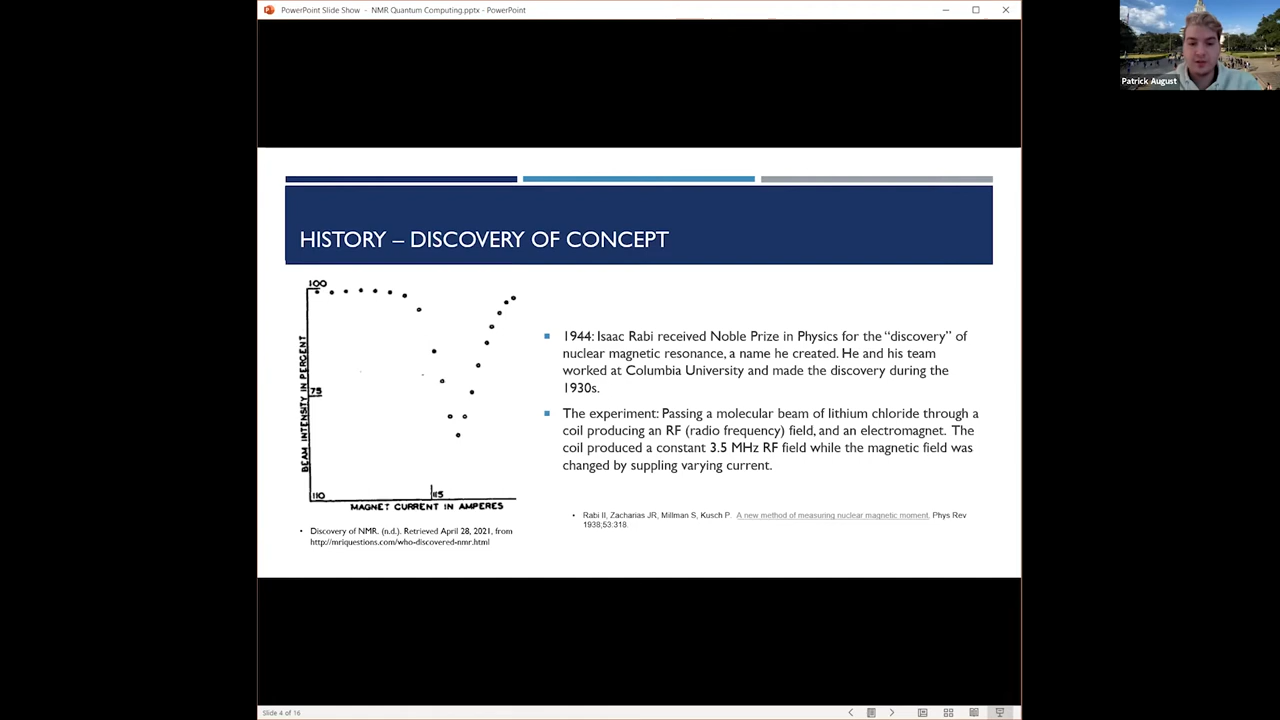 PowerPoint Slide Show - NMR Quantum Computing.pptx - PowerPoint
Patrick August
HISTORY – DISCOVERY OF CONCEPT
100
75
BEAM INTENSITY IN PERCENT
110
115
MAGNET CURRENT IN AMPERES
• Discovery of NMR. (n.d.). Retrieved April 28, 2021, from
http://mriquestions.com/who-discovered-nmr.html
1944: Isaac Rabi received Noble Prize in Physics for the “discovery” of
nuclear magnetic resonance, a name he created. He and his team
worked at Columbia University and made the discovery during the
1930s.
The experiment: Passing a molecular beam of lithium chloride through a
coil producing an RF (radio frequency) field, and an electromagnet. The
coil produced a constant 3.5 MHz RF field while the magnetic field was
changed by suppling varying current.
• Rabi II, Zacharias JR, Millman S, Kusch P. A new method of measuring nuclear magnetic moment. Phys Rev
1938;53:318.
Slide 4 of 16